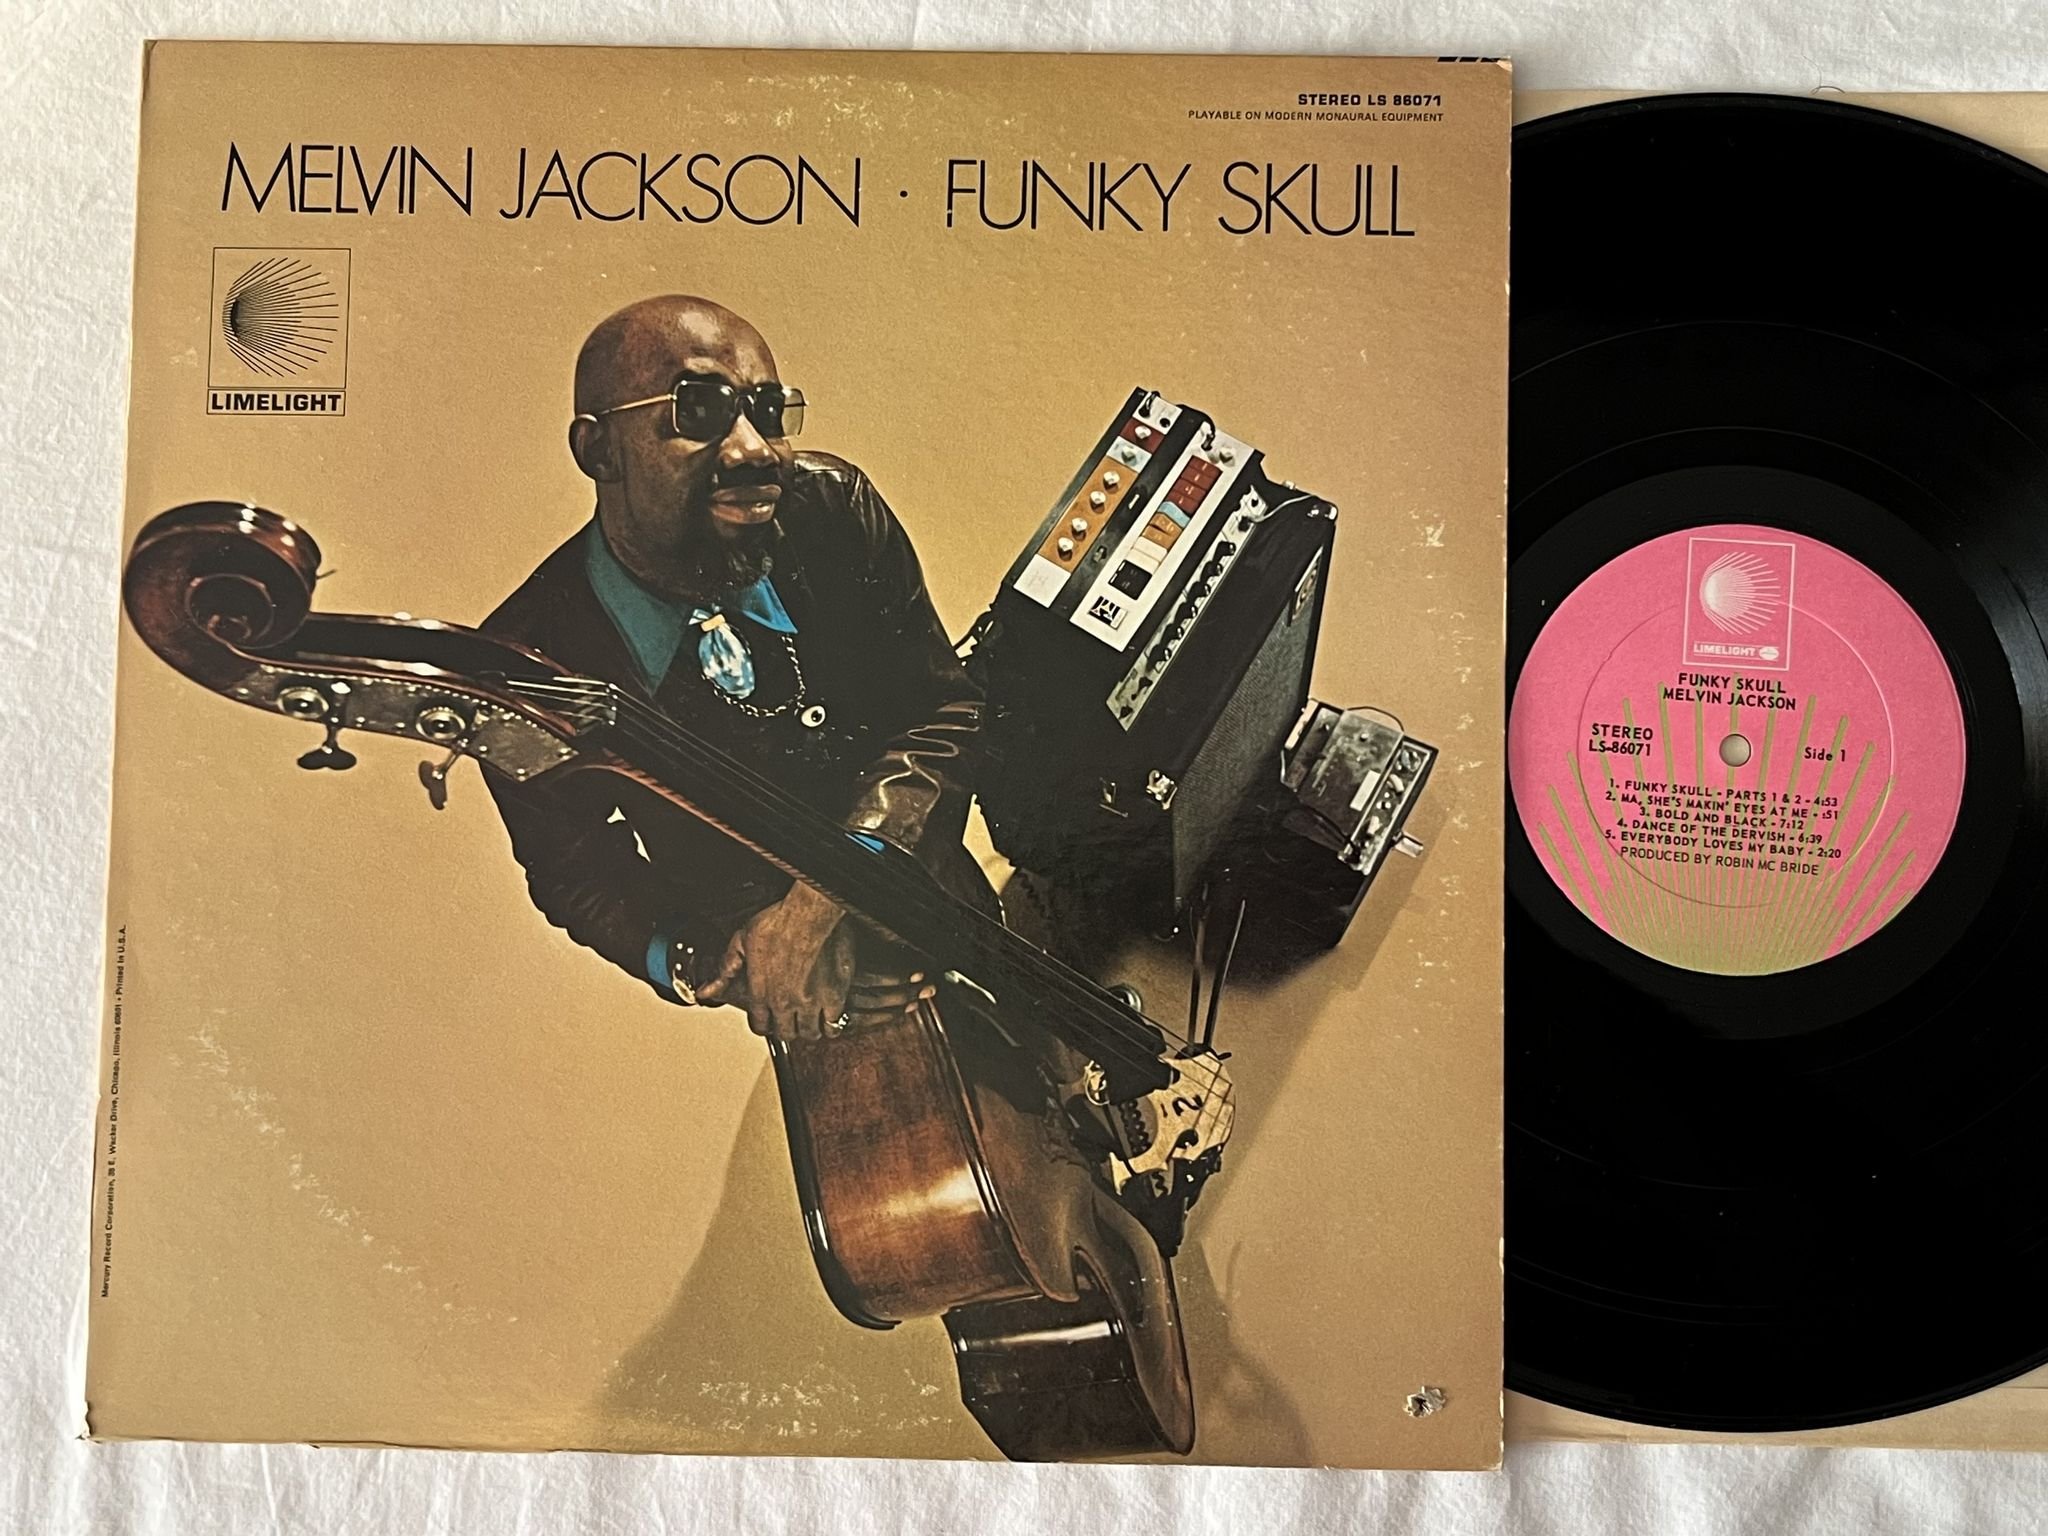 STEREO LS 86071
PLAYABLE ON MODERN MONAURAL EQUIPMENT
MELVIN JACKSON · FUNKY SKULL
LIMELIGHT
Mercury Record Corporation, 35 E. Wacker Drive, Chicago, Illinois 60601 • Printed in U.S.A.
LIMELIGHT
FUNKY SKULL
MELVIN JACKSON
STEREO
LS-86071
Side 1
1. FUNKY SKULL - PARTS 1 & 2 - 4:53
2. MA, SHE'S MAKIN' EYES AT ME - :51
3. BOLD AND BLACK - 7:12
4. DANCE OF THE DERVISH - 6:39
5. EVERYBODY LOVES MY BABY - 2:20
PRODUCED BY ROBIN MC BRIDE